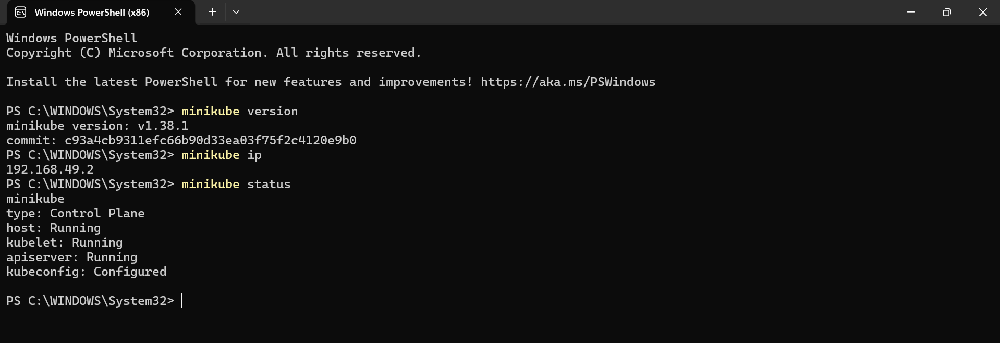 Windows PowerShell (x86)
Windows PowerShell
Copyright (C) Microsoft Corporation. All rights reserved.
Install the latest PowerShell for new features and improvements! https://aka.ms/PSWindows
PS C:\WINDOWS\System32> minikube version
minikube version: v1.38.1
commit: c93a4cb9311efc66b90d33ea03f75f2c4120e9b0
PS C:\WINDOWS\System32> minikube ip
192.168.49.2
PS C:\WINDOWS\System32> minikube status
minikube
type: Control Plane
host: Running
kubelet: Running
apiserver: Running
kubeconfig: Configured
PS C:\WINDOWS\System32>